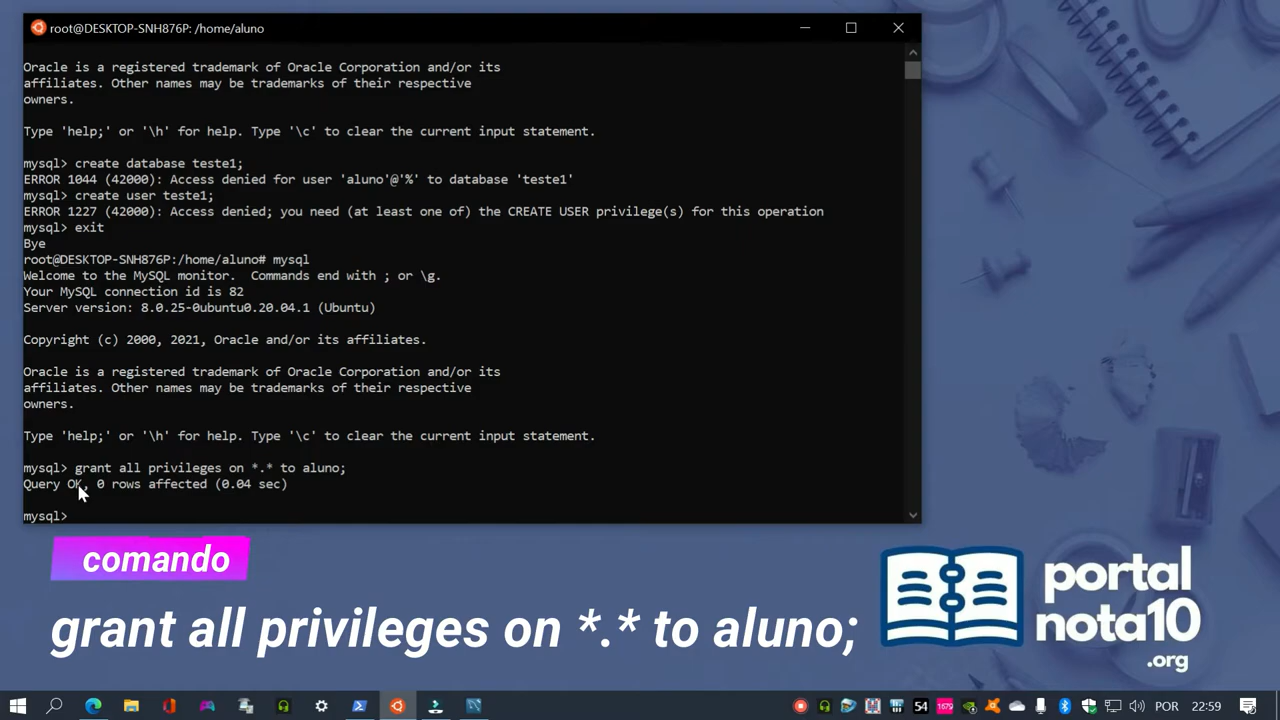 root@DESKTOP-SNH876P: /home/aluno
Oracle is a registered trademark of Oracle Corporation and/or its
affiliates. Other names may be trademarks of their respective
owners.
Type 'help;' or '\h' for help. Type '\c' to clear the current input statement.
mysql> create database teste1;
ERROR 1044 (42000): Access denied for user 'aluno'@'%' to database 'teste1'
mysql> create user teste1;
ERROR 1227 (42000): Access denied; you need (at least one of) the CREATE USER privilege(s) for this operation
mysql> exit
Bye
root@DESKTOP-SNH876P:/home/aluno# mysql
Welcome to the MySQL monitor.  Commands end with ; or \g.
Your MySQL connection id is 82
Server version: 8.0.25-0ubuntu0.20.04.1 (Ubuntu)
Copyright (c) 2000, 2021, Oracle and/or its affiliates.
Oracle is a registered trademark of Oracle Corporation and/or its
affiliates. Other names may be trademarks of their respective
owners.
Type 'help;' or '\h' for help. Type '\c' to clear the current input statement.
mysql> grant all privileges on *.* to aluno;
Query OK, 0 rows affected (0.04 sec)
mysql>
comando
grant all privileges on *.* to aluno;
portal
nota10
.org
54
1679
POR
22:59